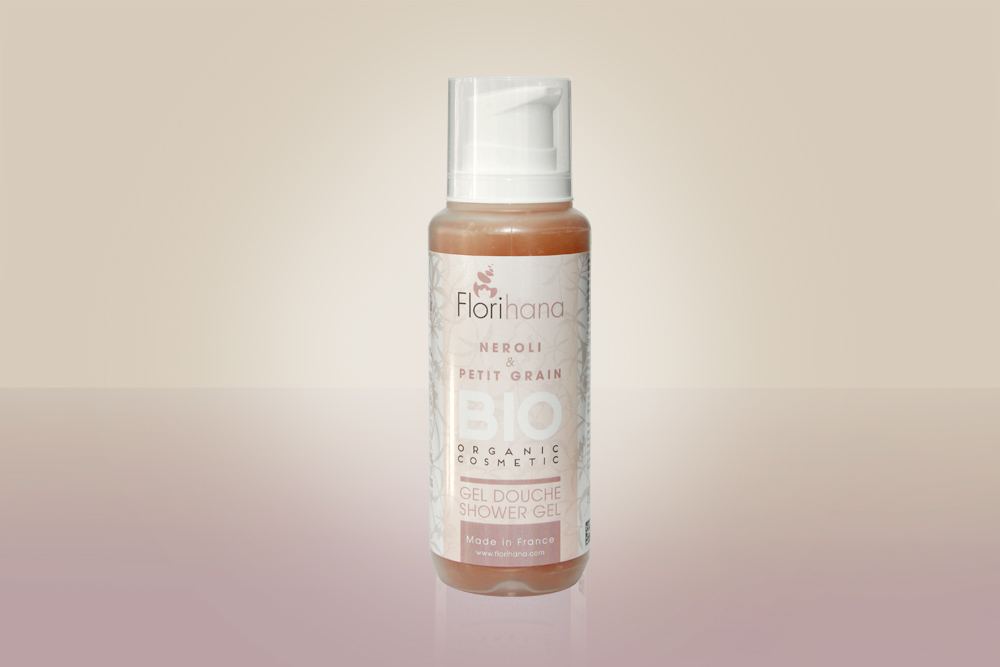 Florihana
NEROLI
&
PETIT GRAIN
BIO
ORGANIC
COSMETIC
GEL DOUCHE
SHOWER GEL
Made in France
www.florihana.com